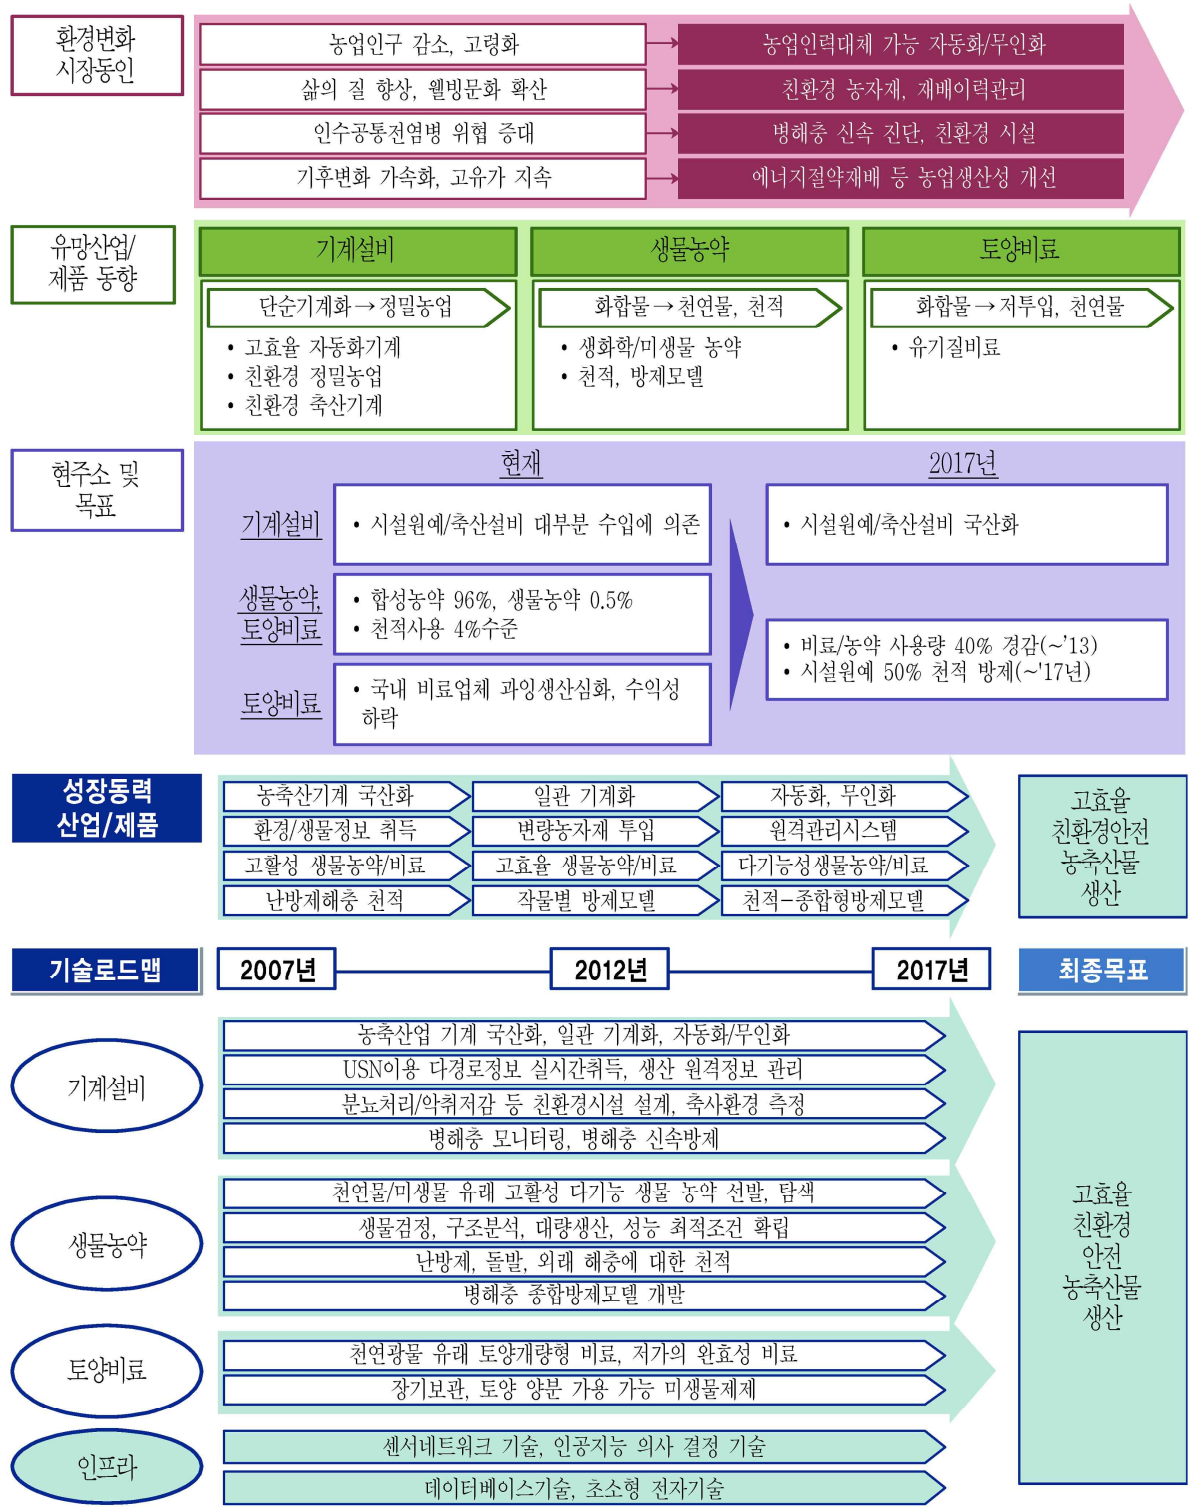 환경변화
시장동인
농업인구 감소, 고령화
농업인력대체 가능 자동화/무인화
삶의 질 향상, 웰빙문화 확산
친환경 농자재, 재배이력관리
인수공통전염병 위협 증대
병해충 신속 진단, 친환경 시설
기후변화 가속화, 고유가 지속
에너지절약재배 등 농업생산성 개선
유망산업/
제품 동향
기계설비
생물농약
토양비료
단순기계화→정밀농업
화합물→천연물, 천적
화합물→저투입, 천연물
• 고효율 자동화기계
• 친환경 정밀농업
• 친환경 축산기계
• 생화학/미생물 농약
• 천적, 방제모델
• 유기질비료
현주소 및
목표
현재
2017년
기계설비
• 시설원예/축산설비 대부분 수입에 의존
• 시설원예/축산설비 국산화
생물농약,
토양비료
• 합성농약 96%, 생물농약 0.5%
• 천적사용 4%수준
• 비료/농약 사용량 40% 경감(~'13)
• 시설원예 50% 천적 방제(~'17년)
토양비료
• 국내 비료업체 과잉생산심화, 수익성
하락
성장동력
산업/제품
농축산기계 국산화
일관 기계화
자동화, 무인화
환경/생물정보 취득
변량농자재 투입
원격관리시스템
고활성 생물농약/비료
고효율 생물농약/비료
다기능성생물농약/비료
난방제해충 천적
작물별 방제모델
천적-종합형방제모델
고효율
친환경안전
농축산물
생산
기술로드맵
2007년
2012년
2017년
최종목표
기계설비
농축산업 기계 국산화, 일관 기계화, 자동화/무인화
USN이용 다경로정보 실시간취득, 생산 원격정보 관리
분뇨처리/악취저감 등 친환경시설 설계, 축사환경 측정
병해충 모니터링, 병해충 신속방제
생물농약
천연물/미생물 유래 고활성 다기능 생물 농약 선발, 탐색
생물검정, 구조분석, 대량생산, 성능 최적조건 확립
난방제, 돌발, 외래 해충에 대한 천적
병해충 종합방제모델 개발
토양비료
천연광물 유래 토양개량형 비료, 저가의 완효성 비료
장기보관, 토양 양분 가용 가능 미생물제제
인프라
센서네트워크 기술, 인공지능 의사 결정 기술
데이터베이스기술, 초소형 전자기술
고효율
친환경
안전
농축산물
생산